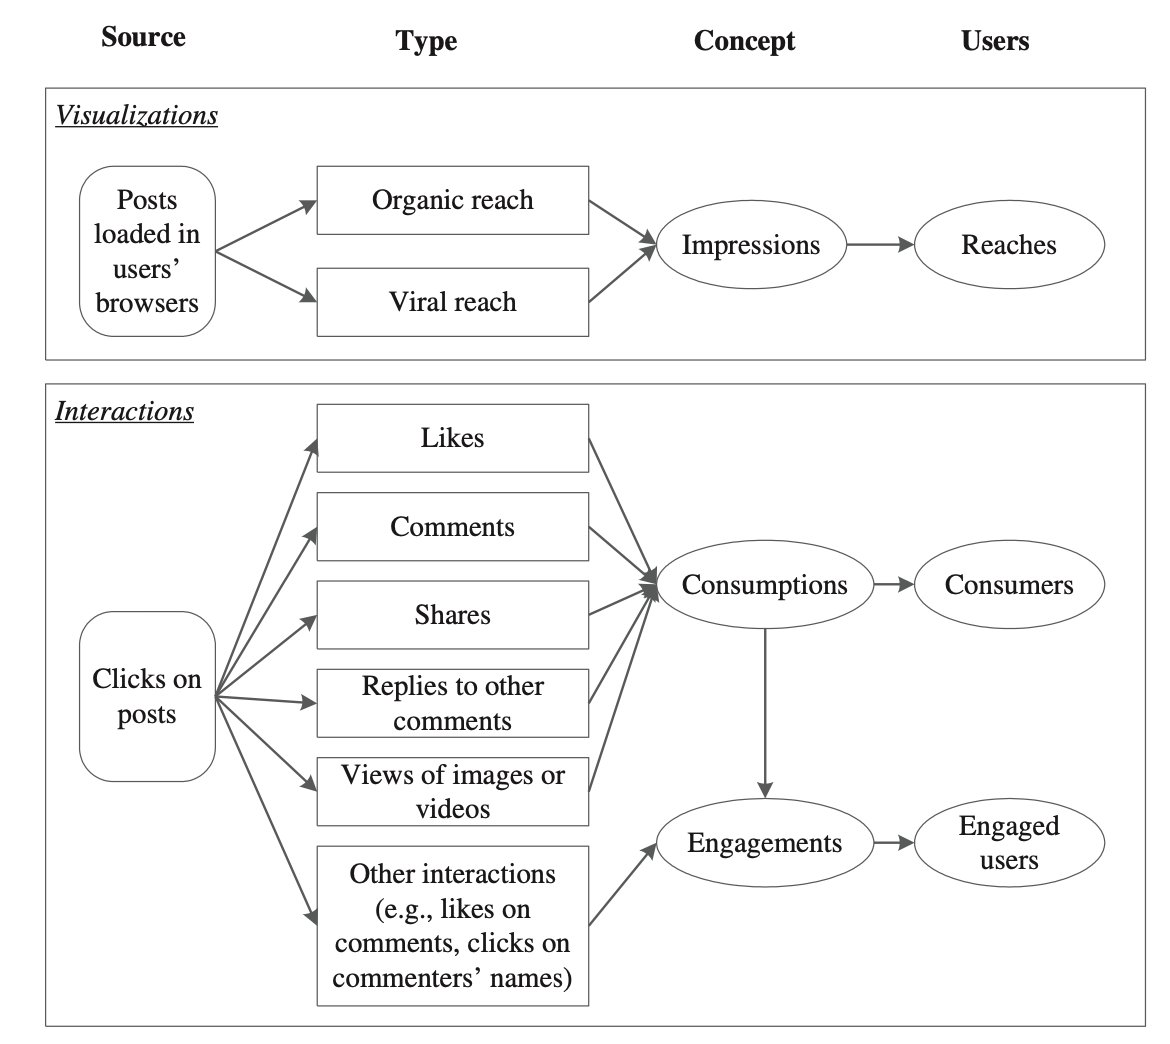 Source Type Concept Users
Visualizations
Posts
loaded in
users’
browsers
Organic reach
Viral reach
Impressions
Reaches
Interactions
Clicks on
posts
Likes
Comments
Shares
Replies to other
comments
Views of images or
videos
Other interactions
(e.g., likes on
comments, clicks on
commenters’ names)
Consumptions
Consumers
Engagements
Engaged
users